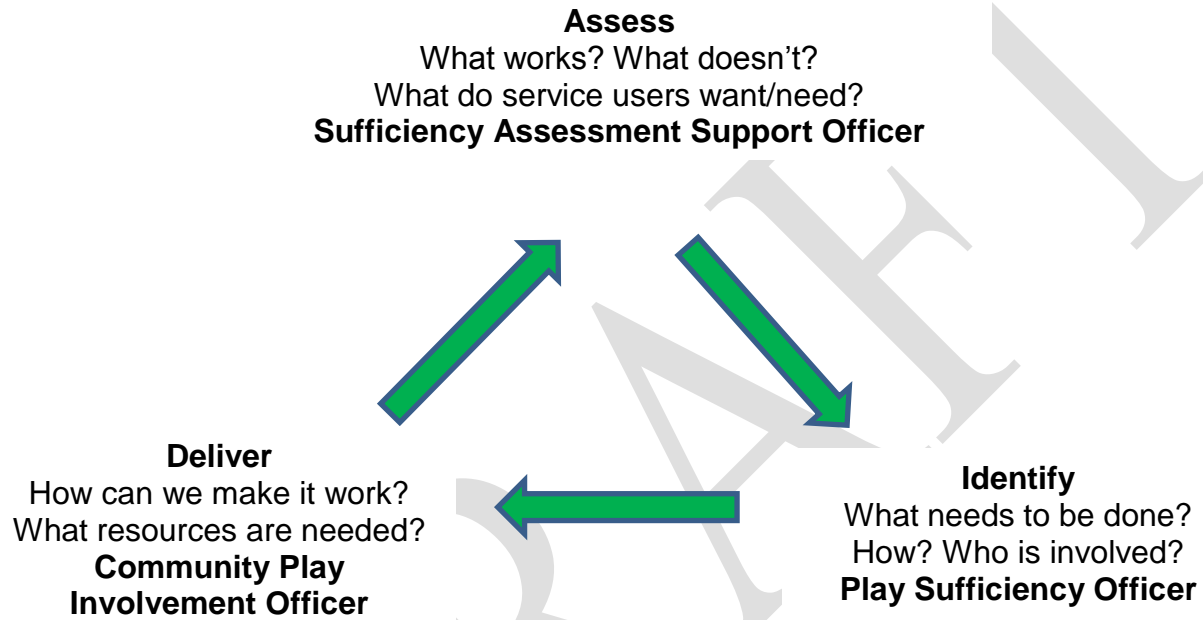 Assess
What works? What doesn't?
What do service users want/need?
Sufficiency Assessment Support Officer
Deliver
How can we make it work?
What resources are needed?
Community Play
Involvement Officer
Identify
What needs to be done?
How? Who is involved?
Play Sufficiency Officer